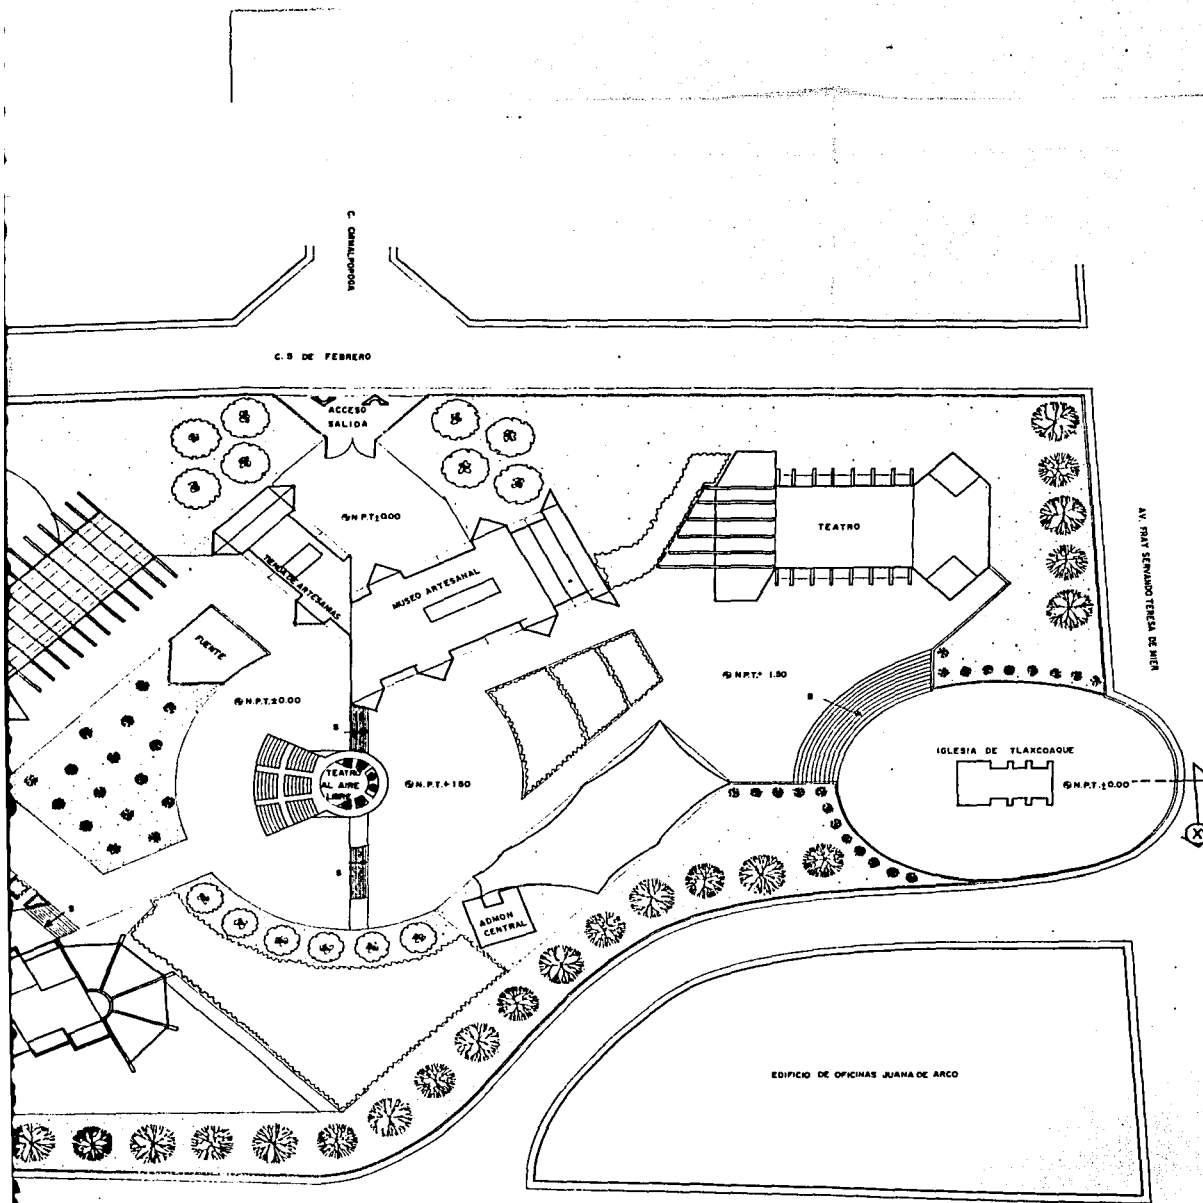 C. CHIMALPOPOCA
C. 5 DE FEBRERO
ACCESO
SALIDA
N.P.T.±0.00
TEATRO
AV. FRAY SERVANDO TERESA DE MIER
TIENDA DE ARTESANIAS
MUSEO ARTESANAL
FUENTE
N.P.T.±0.00
N.P.T.+ 1.50
S
S
IGLESIA DE TLAXCOAQUE
TEATRO
AL AIRE
LIBRE
N.P.T.+ 1.50
N.P.T.±0.00
X
S
S
ADMON
CENTRAL
EDIFICIO DE OFICINAS JUANA DE ARCO